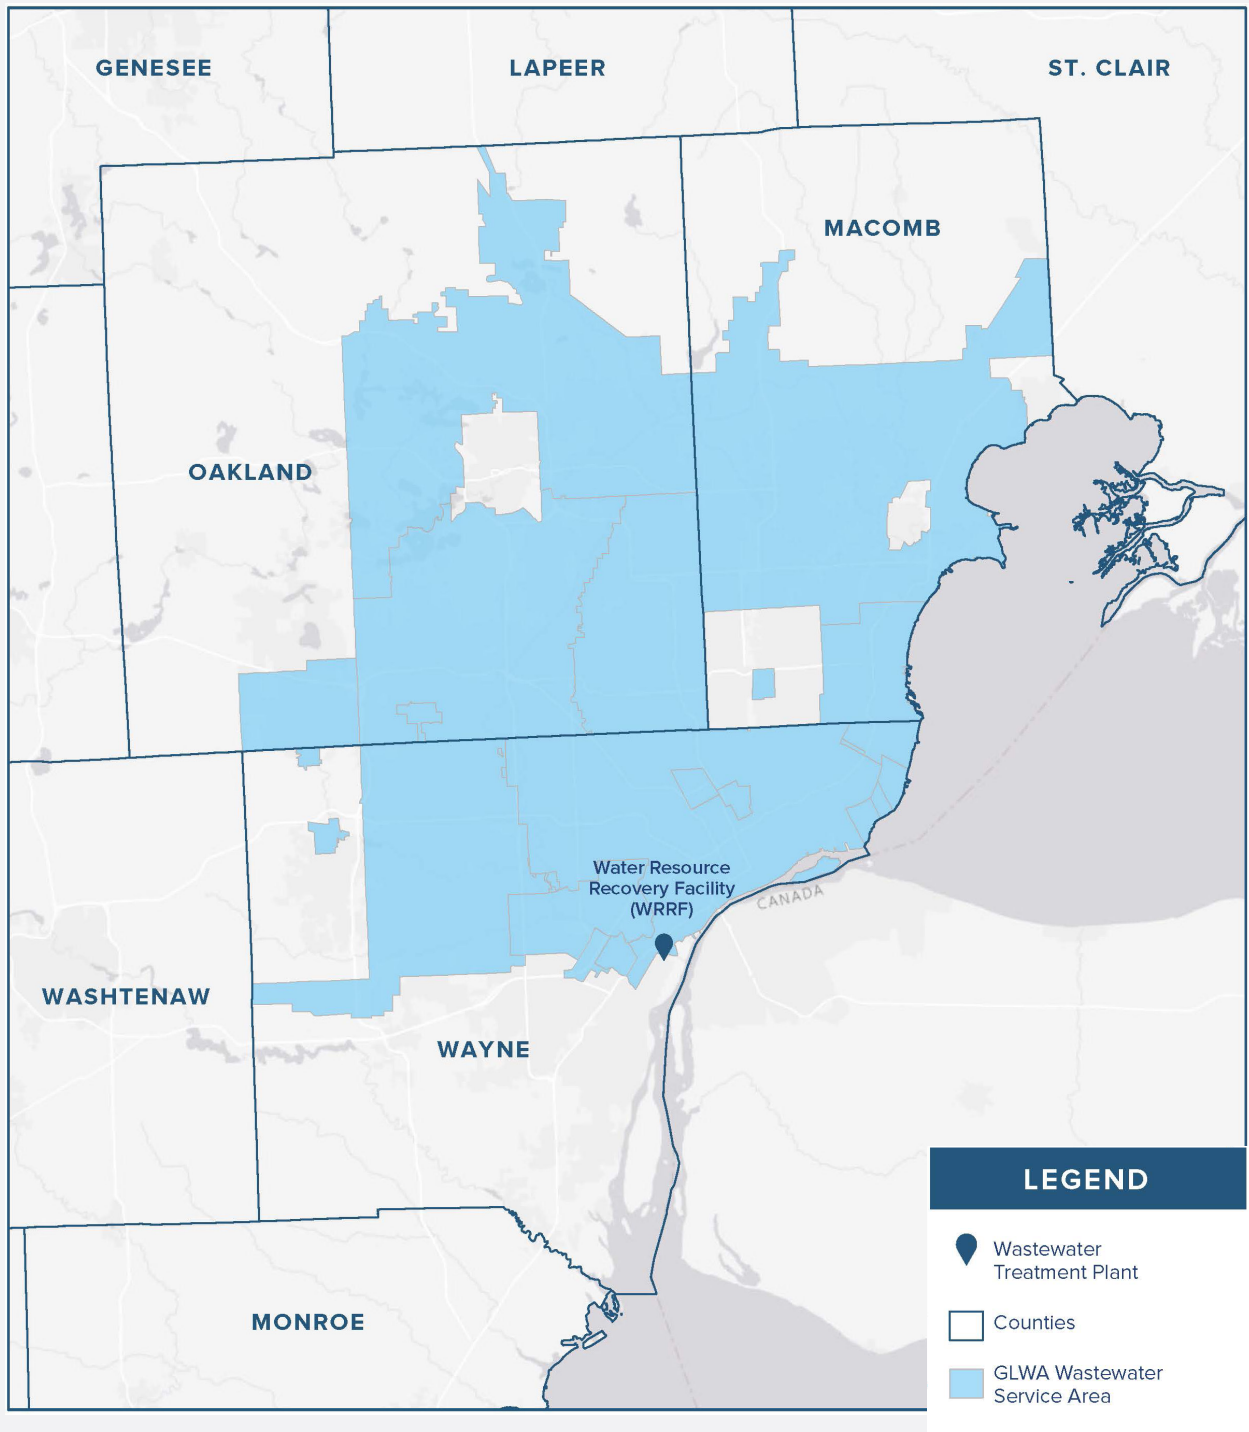 GENESEE
LAPEER
ST. CLAIR
MACOMB
OAKLAND
Water Resource
Recovery Facility
(WRRF)
CANADA
WASHTENAW
WAYNE
MONROE
LEGEND
Wastewater
Treatment Plant
Counties
GLWA Wastewater
Service Area